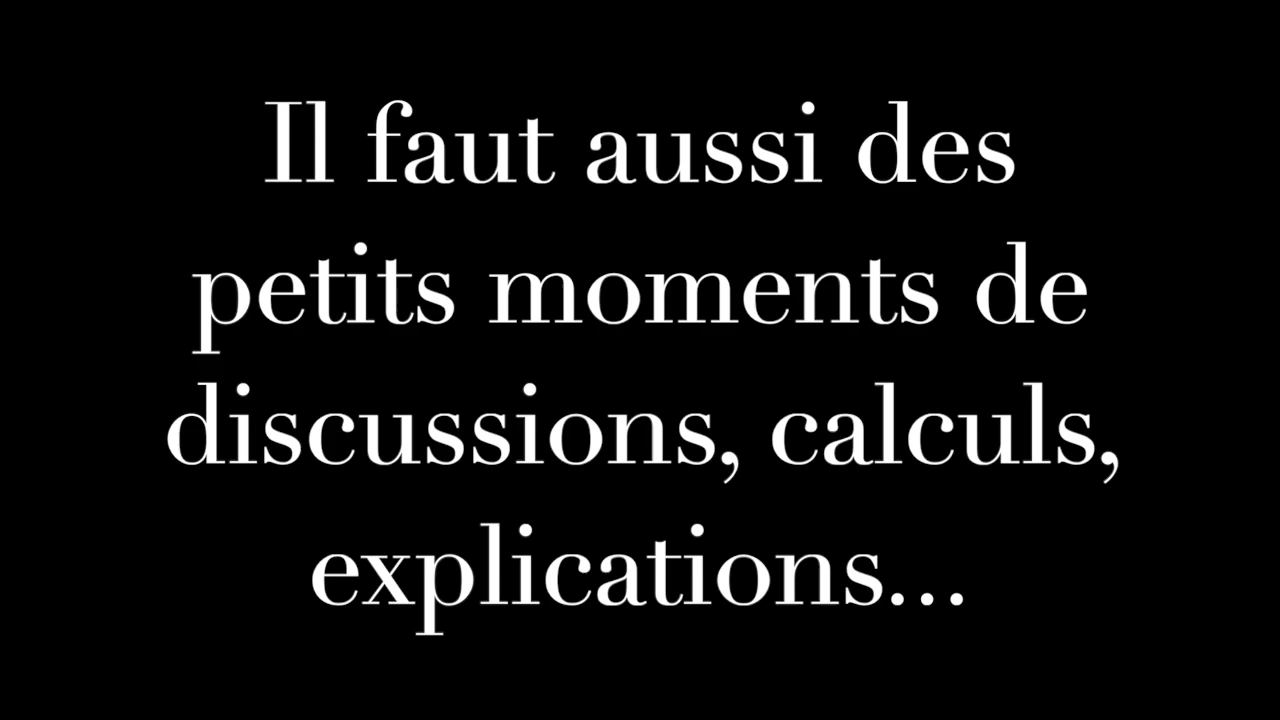 Il faut aussi des
petits moments de
discussions, calculs,
explications...